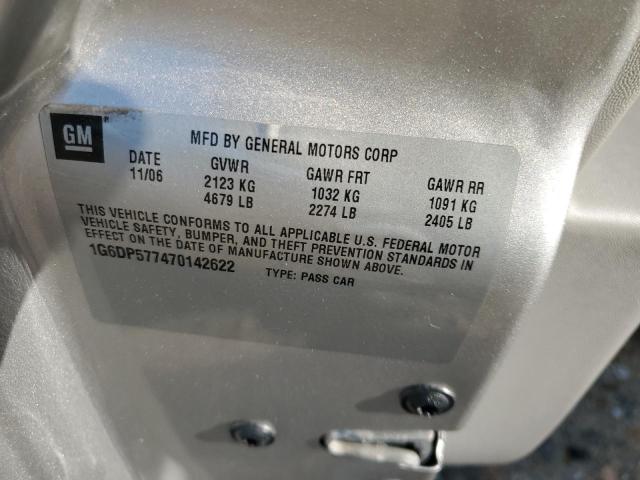 GM
MFD BY GENERAL MOTORS CORP
DATE GVWR GAWR FRT GAWR RR
11/06 2123 KG 1032 KG 1091 KG
4679 LB 2274 LB 2405 LB
THIS VEHICLE CONFORMS TO ALL APPLICABLE U.S. FEDERAL MOTOR
VEHICLE SAFETY, BUMPER, AND THEFT PREVENTION STANDARDS IN
EFFECT ON THE DATE OF MANUFACTURE SHOWN ABOVE.
1G6DP577470142622 TYPE: PASS CAR